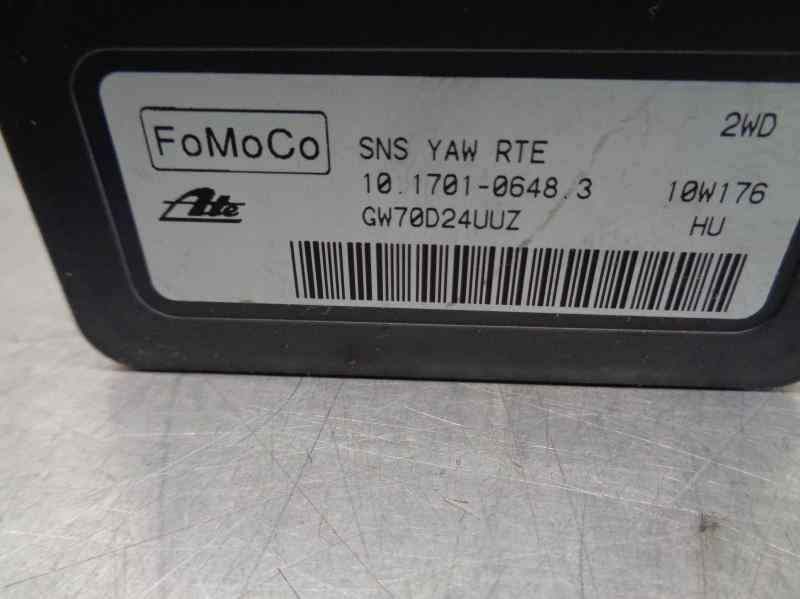 FoMoCo
SNS YAW RTE
2WD
10.1701-0648.3
10W176
Ate
GW70D24UUZ
HU